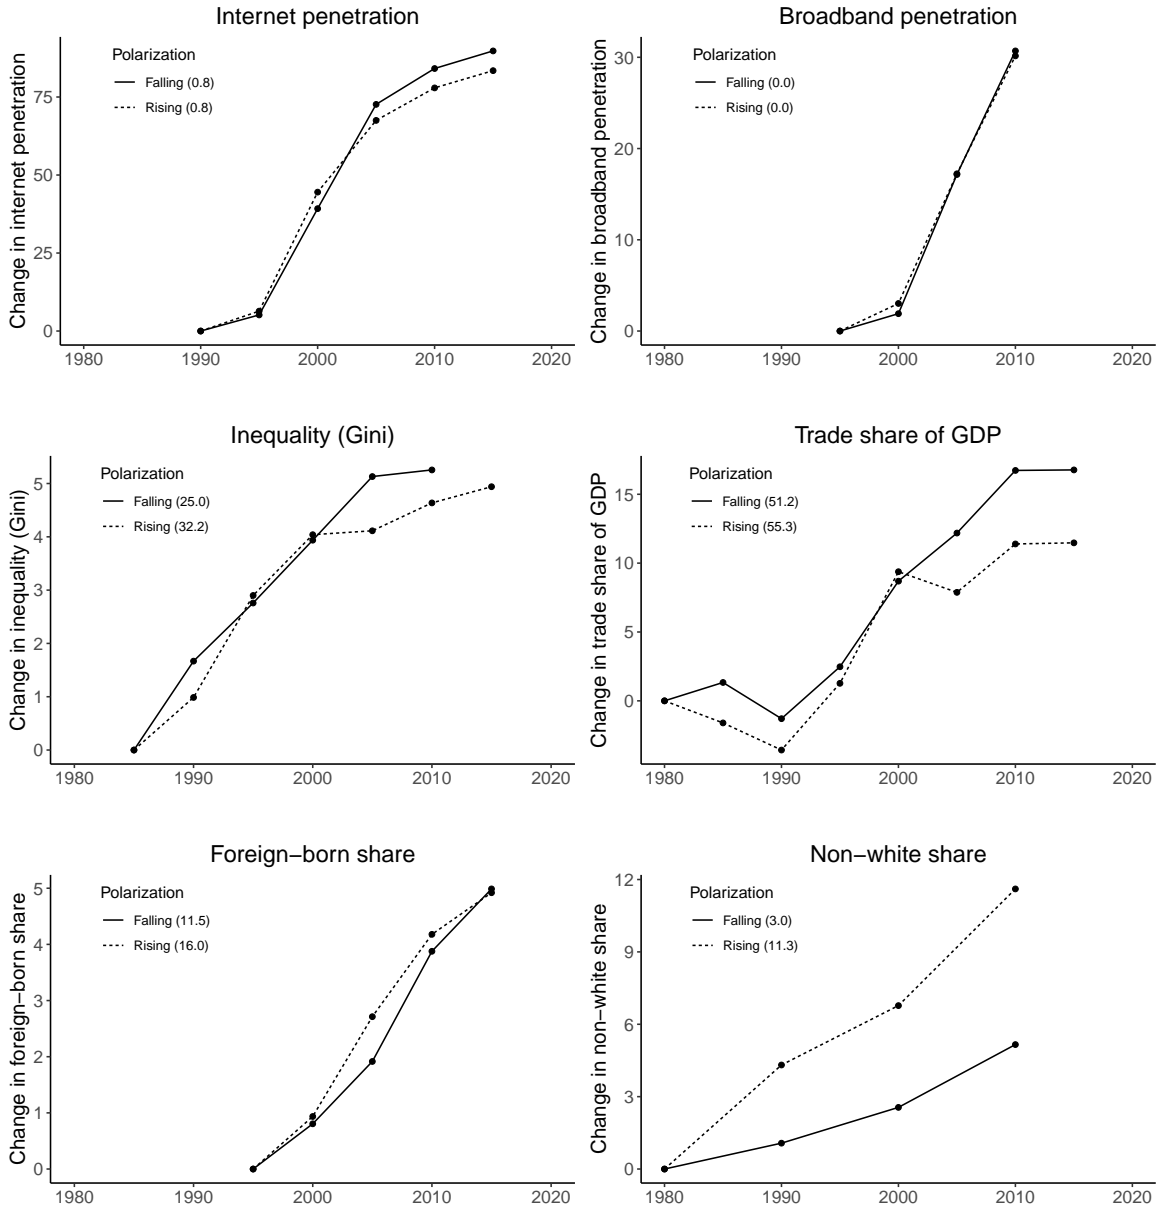 Internet penetration
Polarization
Falling (0.8)
Rising (0.8)
Change in internet penetration
75
50
25
0
1980 1990 2000 2010 2020
Broadband penetration
Polarization
Falling (0.0)
Rising (0.0)
Change in broadband penetration
30
20
10
0
1980 1990 2000 2010 2020
Inequality (Gini)
Polarization
Falling (25.0)
Rising (32.2)
Change in inequality (Gini)
5
4
3
2
1
0
1980 1990 2000 2010 2020
Trade share of GDP
Polarization
Falling (51.2)
Rising (55.3)
Change in trade share of GDP
15
10
5
0
1980 1990 2000 2010 2020
Foreign−born share
Polarization
Falling (11.5)
Rising (16.0)
Change in foreign−born share
5
4
3
2
1
0
1980 1990 2000 2010 2020
Non−white share
Polarization
Falling (3.0)
Rising (11.3)
Change in non−white share
12
9
6
3
0
1980 1990 2000 2010 2020